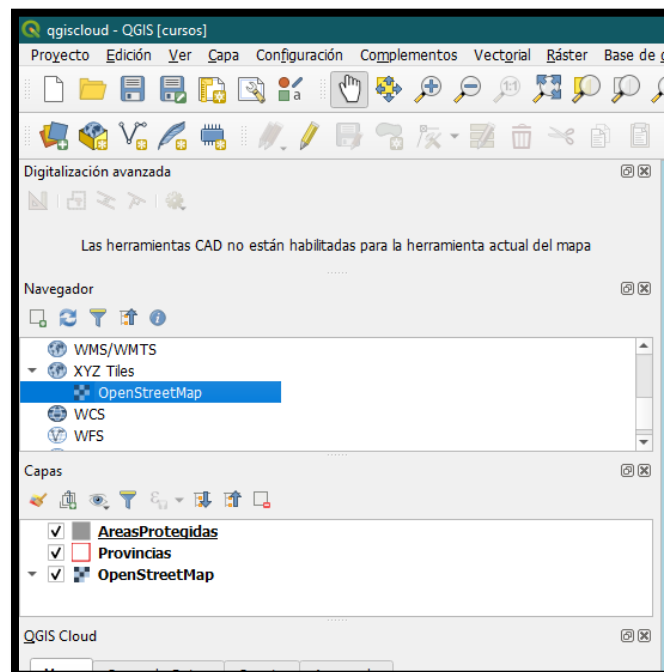 qgiscloud - QGIS [cursos]
Proyecto Edición Ver Capa Configuración Complementos Vectorial Ráster Base de
Digitalización avanzada
Las herramientas CAD no están habilitadas para la herramienta actual del mapa
Navegador
WMS/WMTS
XYZ Tiles
OpenStreetMap
WCS
WFS
Capas
AreasProtegidas
Provincias
OpenStreetMap
QGIS Cloud